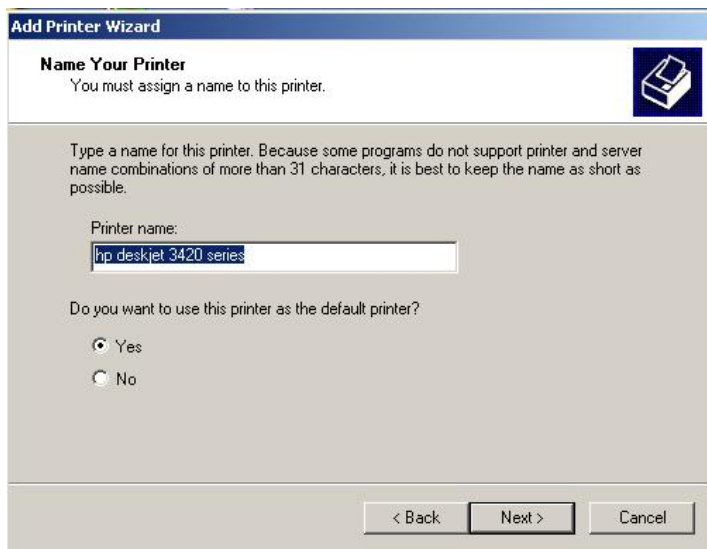 Add Printer Wizard
Name Your Printer
You must assign a name to this printer.
Type a name for this printer. Because some programs do not support printer and server
name combinations of more than 31 characters, it is best to keep the name as short as
possible.
Printer name:
hp deskjet 3420 series
Do you want to use this printer as the default printer?
Yes
No
< Back
Next >
Cancel